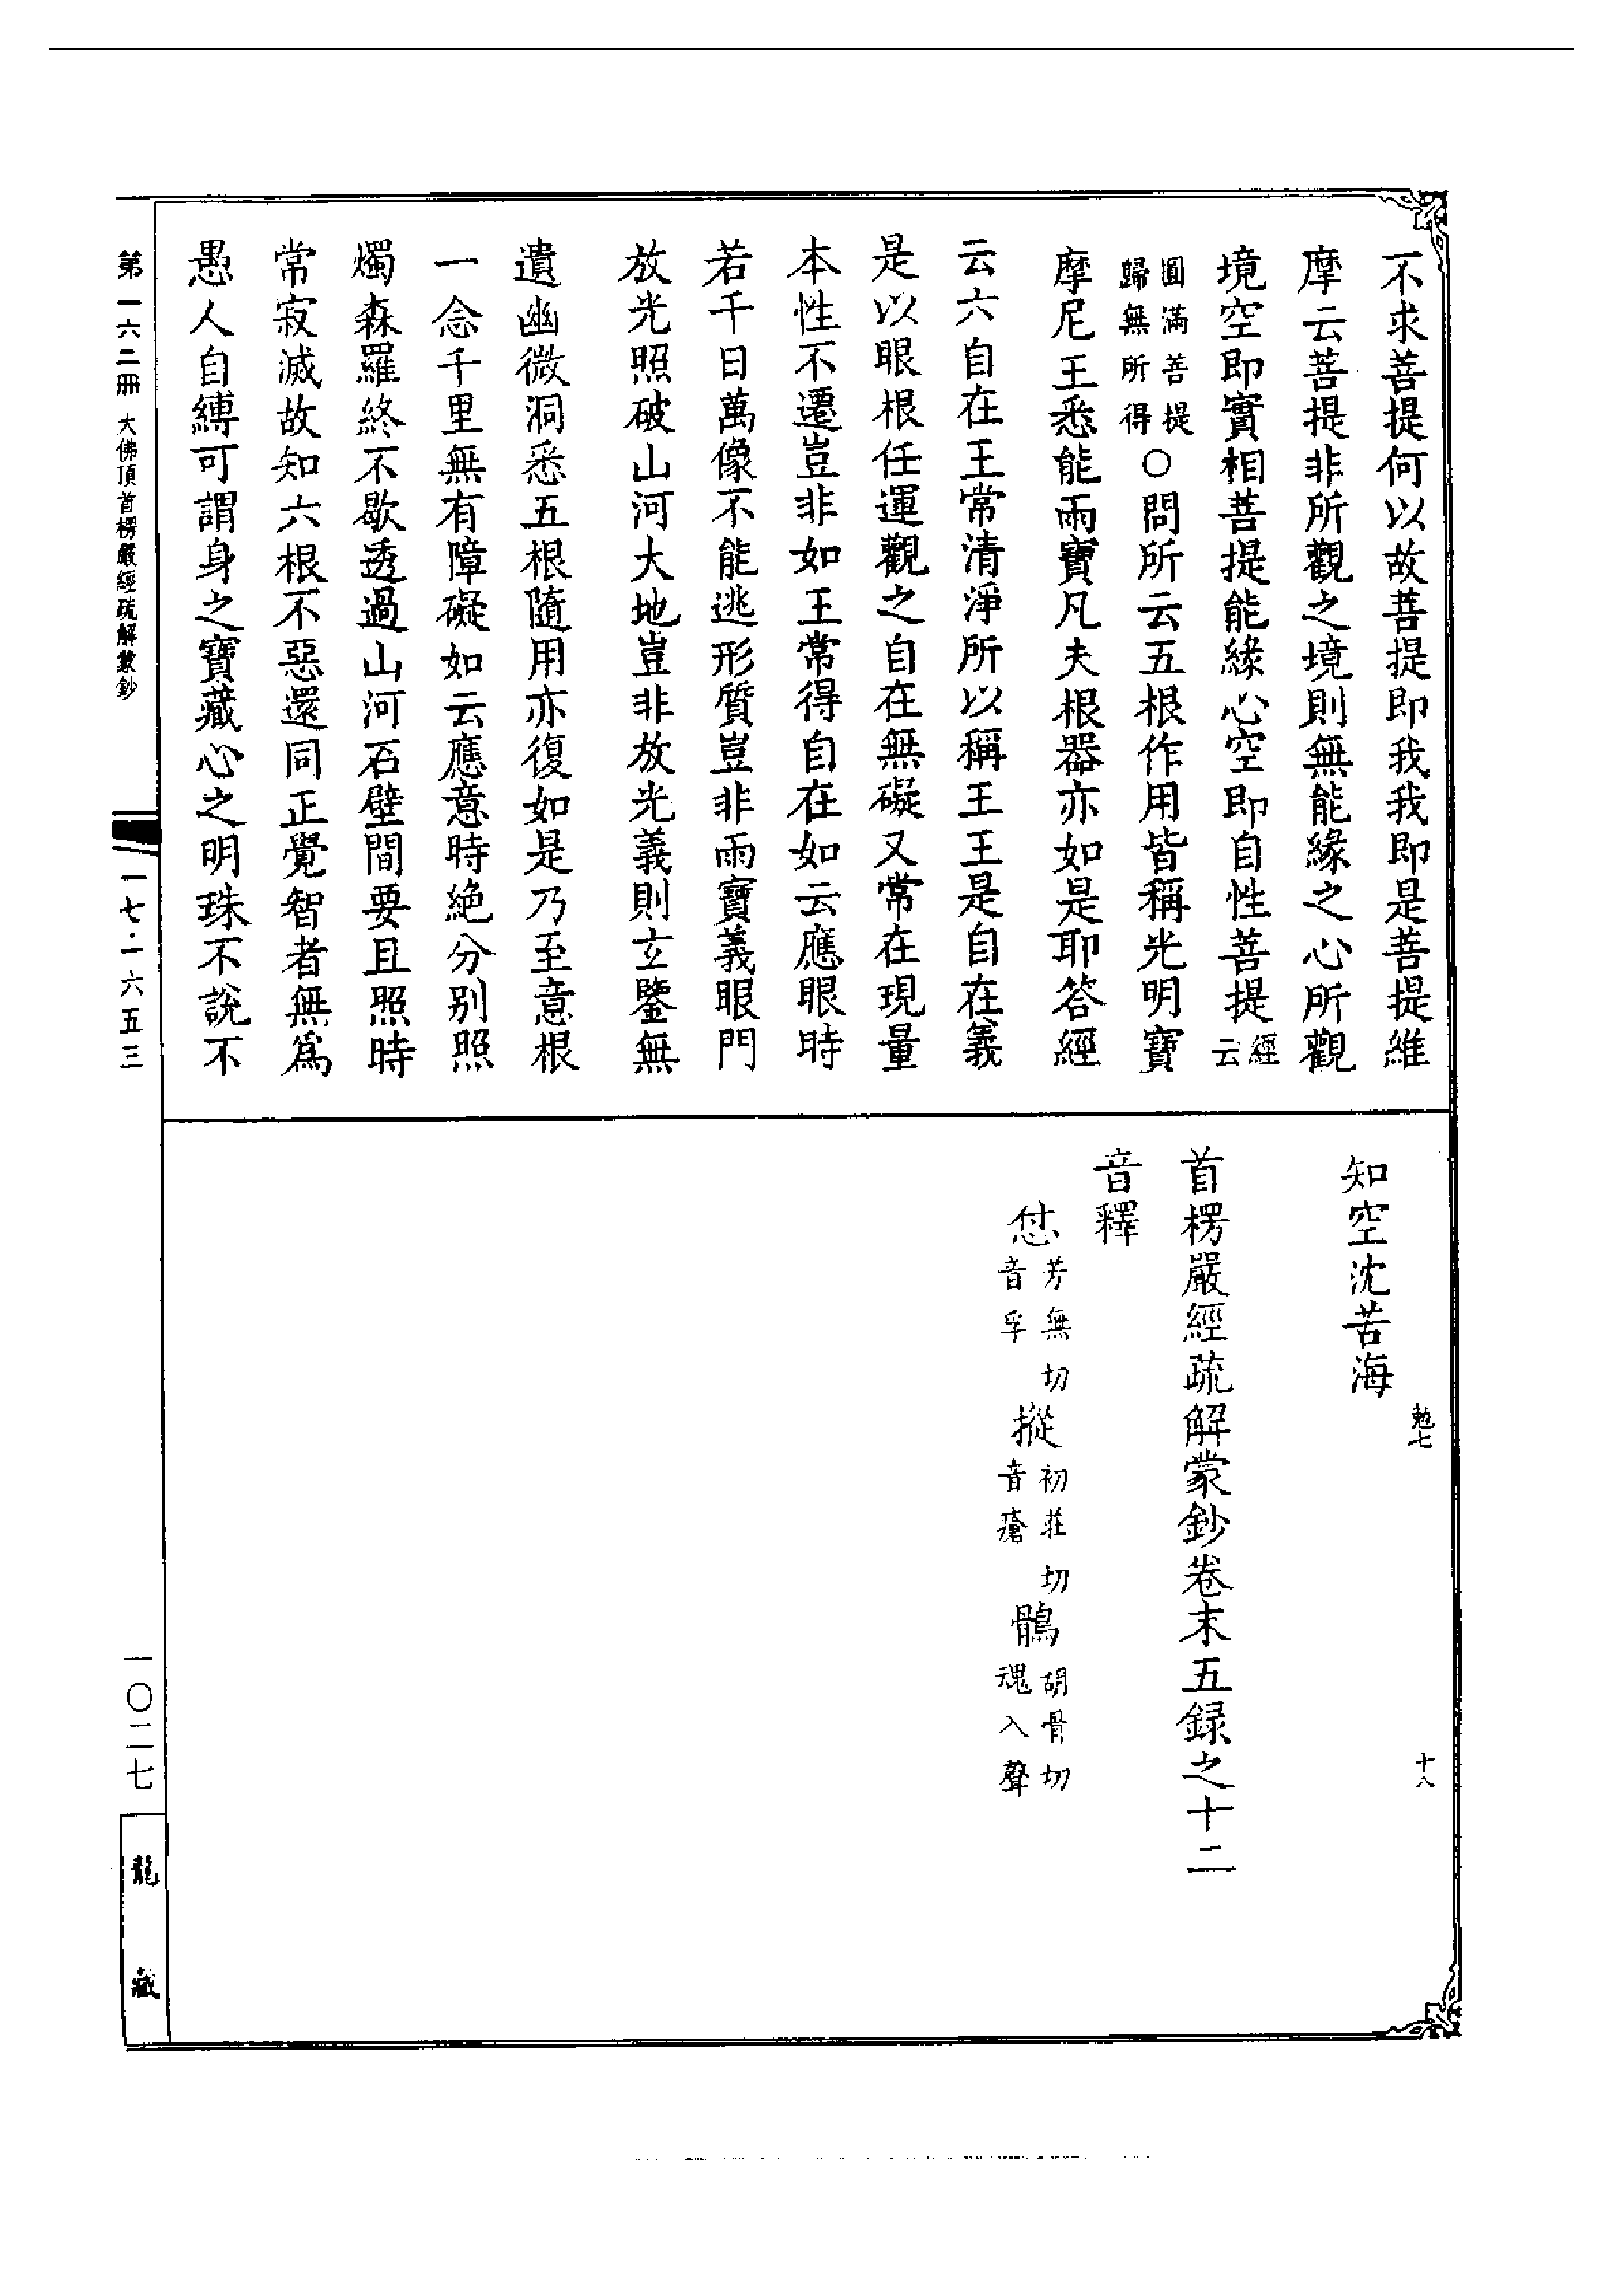 不求菩提何以故菩提即我我即是菩提維
摩云菩提非所觀之境則無能緣之心所觀
境空即實相菩提能緣心空即自性菩提經云
圓滿菩提歸無所得○問所云五根作用皆稱光明寶
摩尼王悉能雨寶凡夫根器亦如是耶答經
云六自在王常清淨所以稱王王是自在義
是以眼根任運觀之自在無礙又常在現量
本性不遷豈非如王常得自在如云應眼時
若千日萬像不能逃形質豈非雨寶義眼門
放光照破山河大地豈非放光義則玄鑒無
遺幽微洞悉五根隨用亦復如是乃至意根
一念千里無有障礙如云應意時絕分別照
燭森羅終不歇透過山河石壁間要且照時
常寂滅故知六根不惡還同正覺智者無為
愚人自縛可謂身之寶藏心之明珠不說不
知空沈苦海
勉七
十八
首楞嚴經疏解蒙鈔卷末五錄之十二
音釋
怤芳無切音孚摐初莊切音瘡鶻胡骨切魂入聲
第一六二冊 大佛頂首楞嚴經疏解蒙鈔
一七·一六五三
一〇二七
龍藏